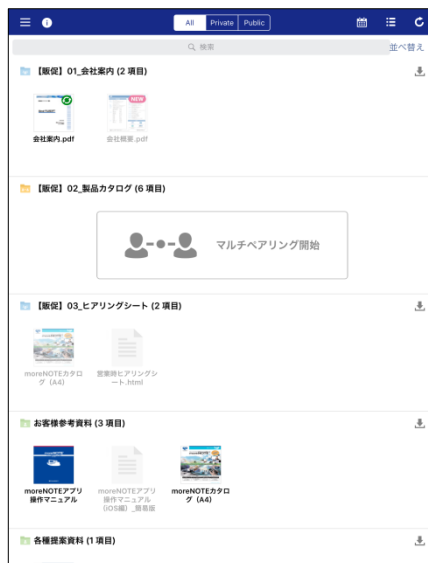 All Private Public
検索
並べ替え
【販促】01_会社案内 (2 項目)
NEW
会社案内.pdf
会社概要.pdf
【販促】02_製品カタログ (6 項目)
マルチペアリング開始
【販促】03_ヒアリングシート (2 項目)
moreNOTEカタロ
グ（A4）
営業時ヒアリングシ
ート.html
お客様参考資料 (3 項目)
moreNOTEアプリ
操作マニュアル
moreNOTEアプリ
操作マニュアル
（iOS編）_簡易版
moreNOTEカタロ
グ（A4）
各種提案資料 (1 項目)